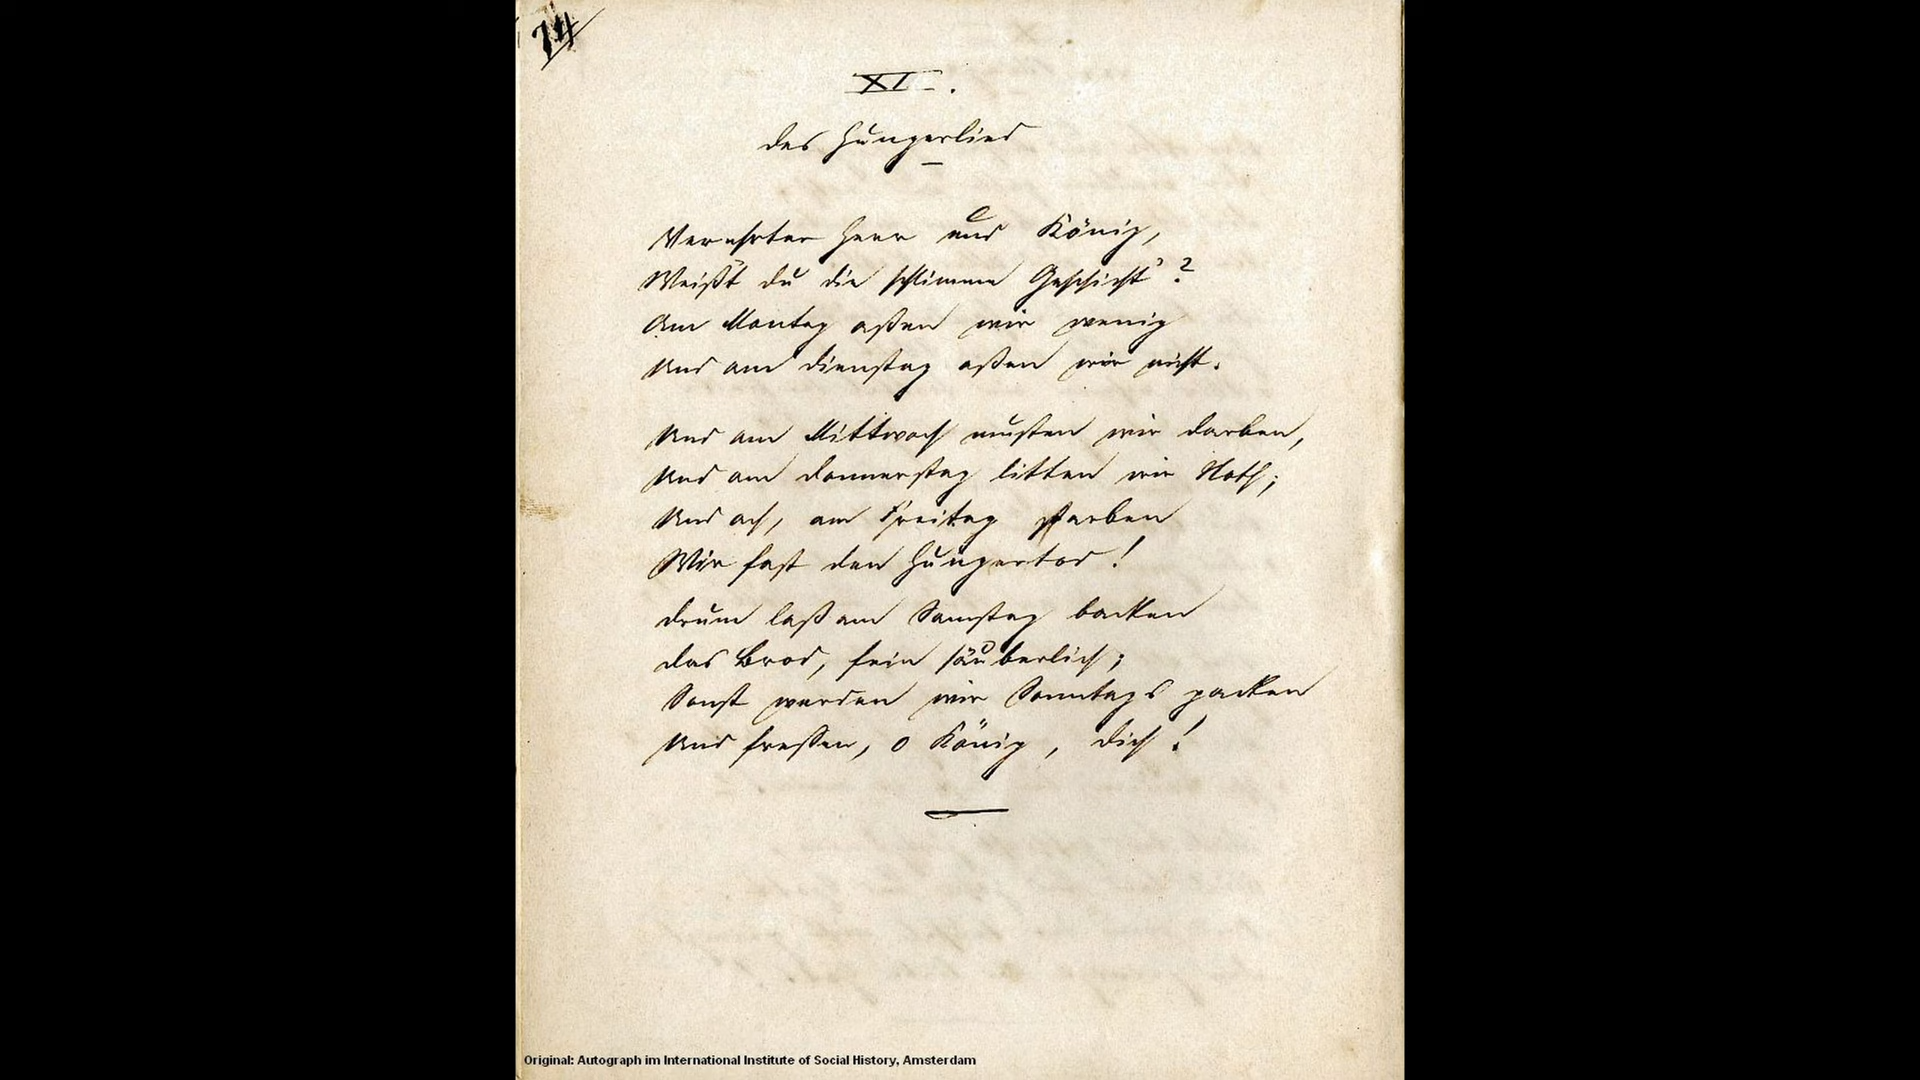 74
XI.
Das Hungerlied
Verehrter Herr und König,
Weißt du die schlimme Geschicht'?
Am Montag aßen wir wenig
Und am Dienstag aßen wir nicht.
Und am Mittwoch mußten wir darben,
Und am Donnerstag litten wir Noth;
Und ach, am Freitag starben
Wir fast den Hungertod!
Drum laß am Samstag backen
Das Brod, fein säuberlich;
Sonst werden wir Sonntags packen
Und fressen, o König, dich!
Original: Autograph im International Institute of Social History, Amsterdam